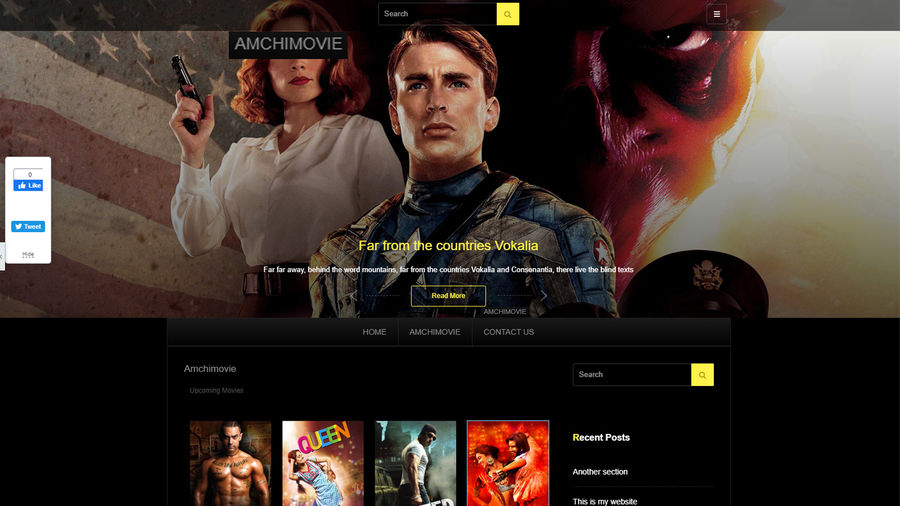 Search
AMCHIMOVIE
0
Like
Tweet
Hide
Far from the countries Vokalia
Far far away, behind the word mountains, far from the countries Vokalia and Consonantia, there live the blind texts
Read More
AMCHIMOVIE
HOME
AMCHIMOVIE
CONTACT US
Amchimovie
Upcoming Movies
Search
QUEEN
Recent Posts
Another section
This is my website